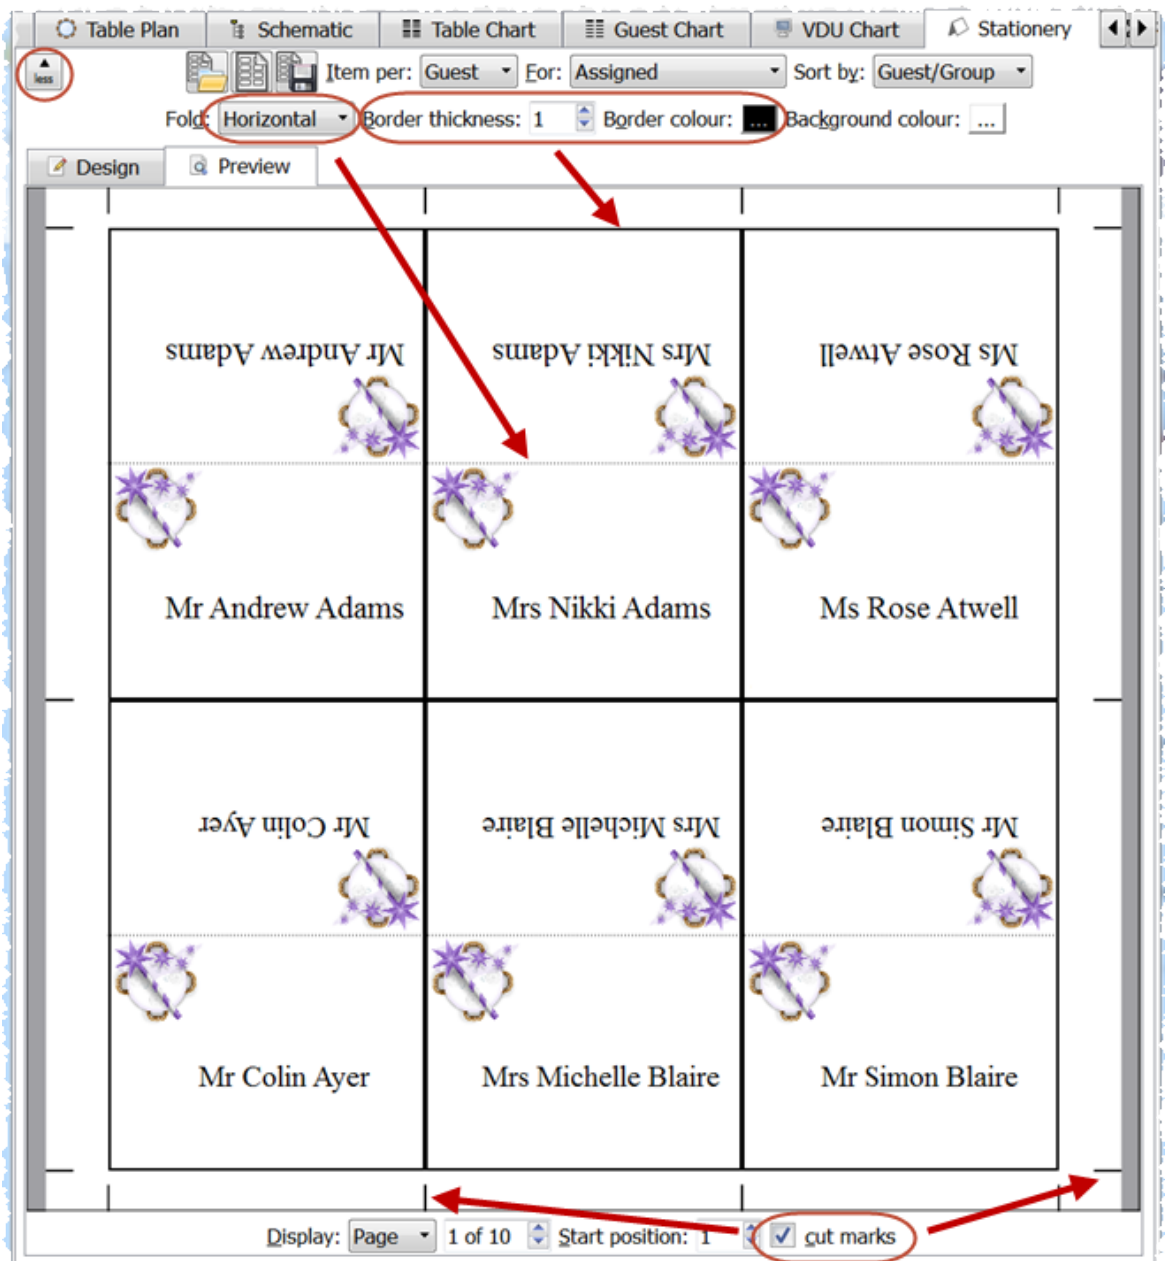 Table Plan Schematic Table Chart Guest Chart VDU Chart Stationery
less Item per: Guest For: Assigned Sort by: Guest/Group
Fold: Horizontal Border thickness: 1 Border colour: ... Background colour: ...
Design Preview
Mr Andrew Adams Mrs Nikki Adams Ms Rose Atwell
Mr Andrew Adams Mrs Nikki Adams Ms Rose Atwell
Mr Colin Ayer Mrs Michelle Blaire Mr Simon Blaire
Mr Colin Ayer Mrs Michelle Blaire Mr Simon Blaire
Display: Page 1 of 10 Start position: 1 cut marks